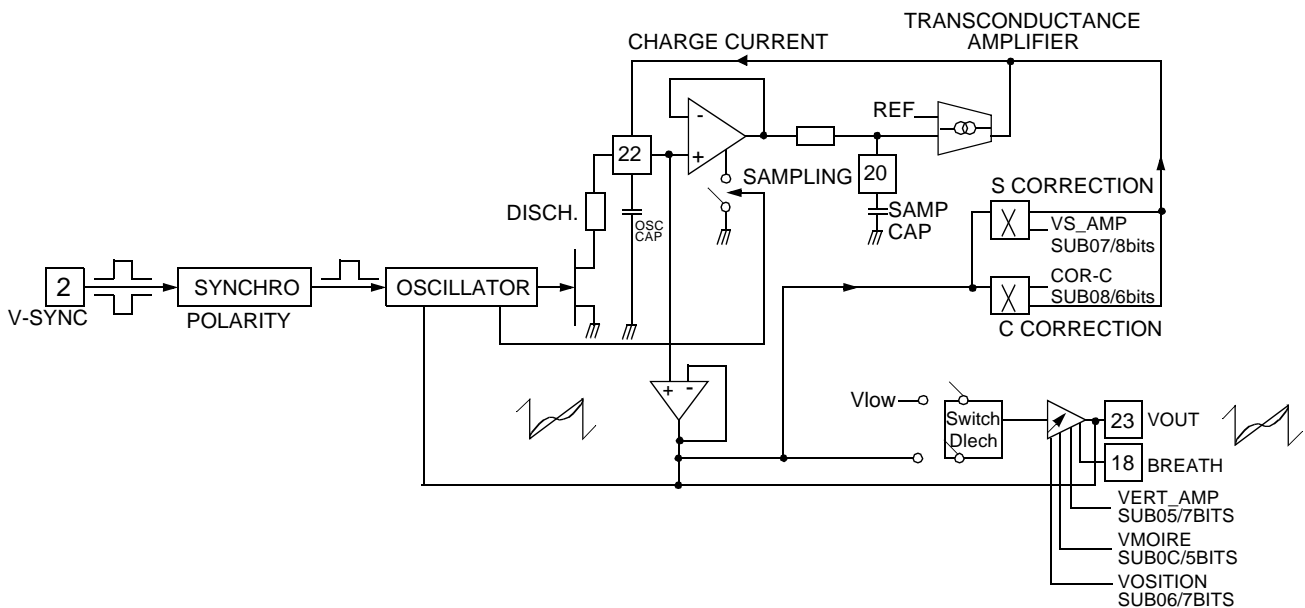 TRANSCONDUCTANCE
AMPLIFIER
CHARGE CURRENT
REF
-
+
22
20
SAMPLING
SAMP
CAP
DISCH.
OSC
CAP
S CORRECTION
X
VS_AMP
SUB07/8bits
COR-C
SUB08/6bits
X
C CORRECTION
2
V-SYNC
SYNCHRO
POLARITY
OSCILLATOR
+ -
Vlow
Switch
DIech
23
VOUT
18
BREATH
VERT_AMP
SUB05/7BITS
VMOIRE
SUB0C/5BITS
VOSITION
SUB06/7BITS